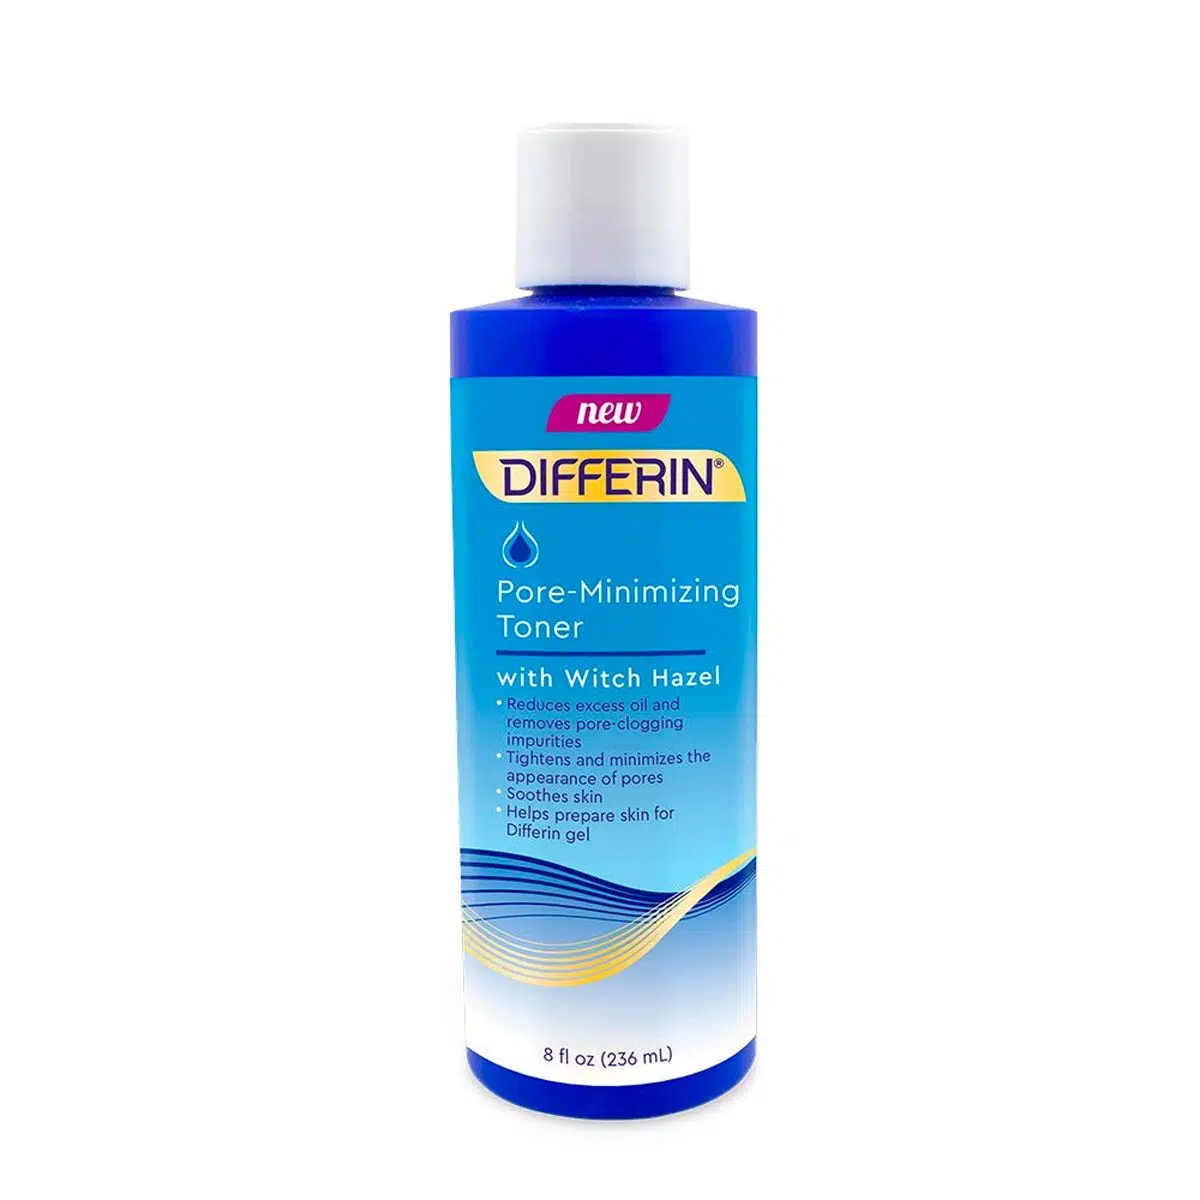 new
DIFFERIN®
Pore-Minimizing
Toner
with Witch Hazel
• Reduces excess oil and
removes pore-clogging
impurities
• Tightens and minimizes the
appearance of pores
• Soothes skin
• Helps prepare skin for
Differin gel
8 fl oz (236 mL)